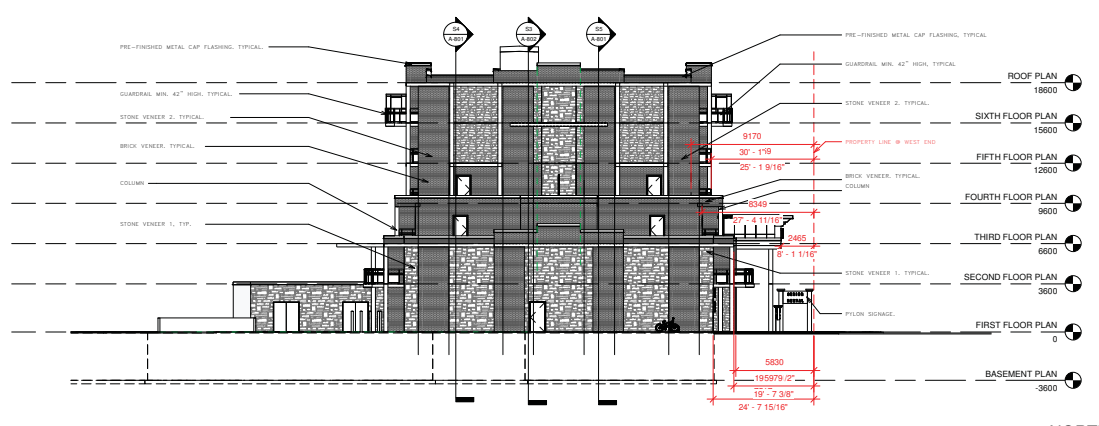 S4
A-801
S3
A-802
S5
A-801
PRE-FINISHED METAL CAP FLASHING, TYPICAL.
GUARDRAIL MIN. 42" HIGH, TYPICAL.
STONE VENEER 2. TYPICAL.
BRICK VENEER. TYPICAL.
COLUMN
STONE VENEER 1, TYP.
PRE-FINISHED METAL CAP FLASHING, TYPICAL
GUARDRAIL MIN. 42" HIGH, TYPICAL
STONE VENEER 2. TYPICAL.
PROPERTY LINE @ WEST END
BRICK VENEER. TYPICAL.
COLUMN
STONE VENEER 1. TYPICAL.
PYLON SIGNAGE.
9170
30' - 1"
25' - 1 9/16"
8349
27' - 4 11/16"
2465
8' - 1 1/16"
5830
19' - 7 3/8"
24' - 7 15/16"
ROOF PLAN
18600
SIXTH FLOOR PLAN
15600
FIFTH FLOOR PLAN
12600
FOURTH FLOOR PLAN
9600
THIRD FLOOR PLAN
6600
SECOND FLOOR PLAN
3600
FIRST FLOOR PLAN
0
BASEMENT PLAN
-3600